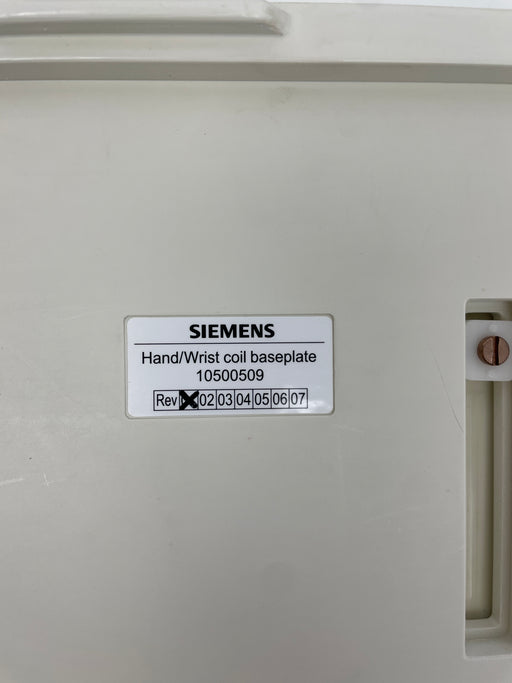 SIEMENS
Hand/Wrist coil baseplate
10500509
Rev 02 03 04 05 06 07